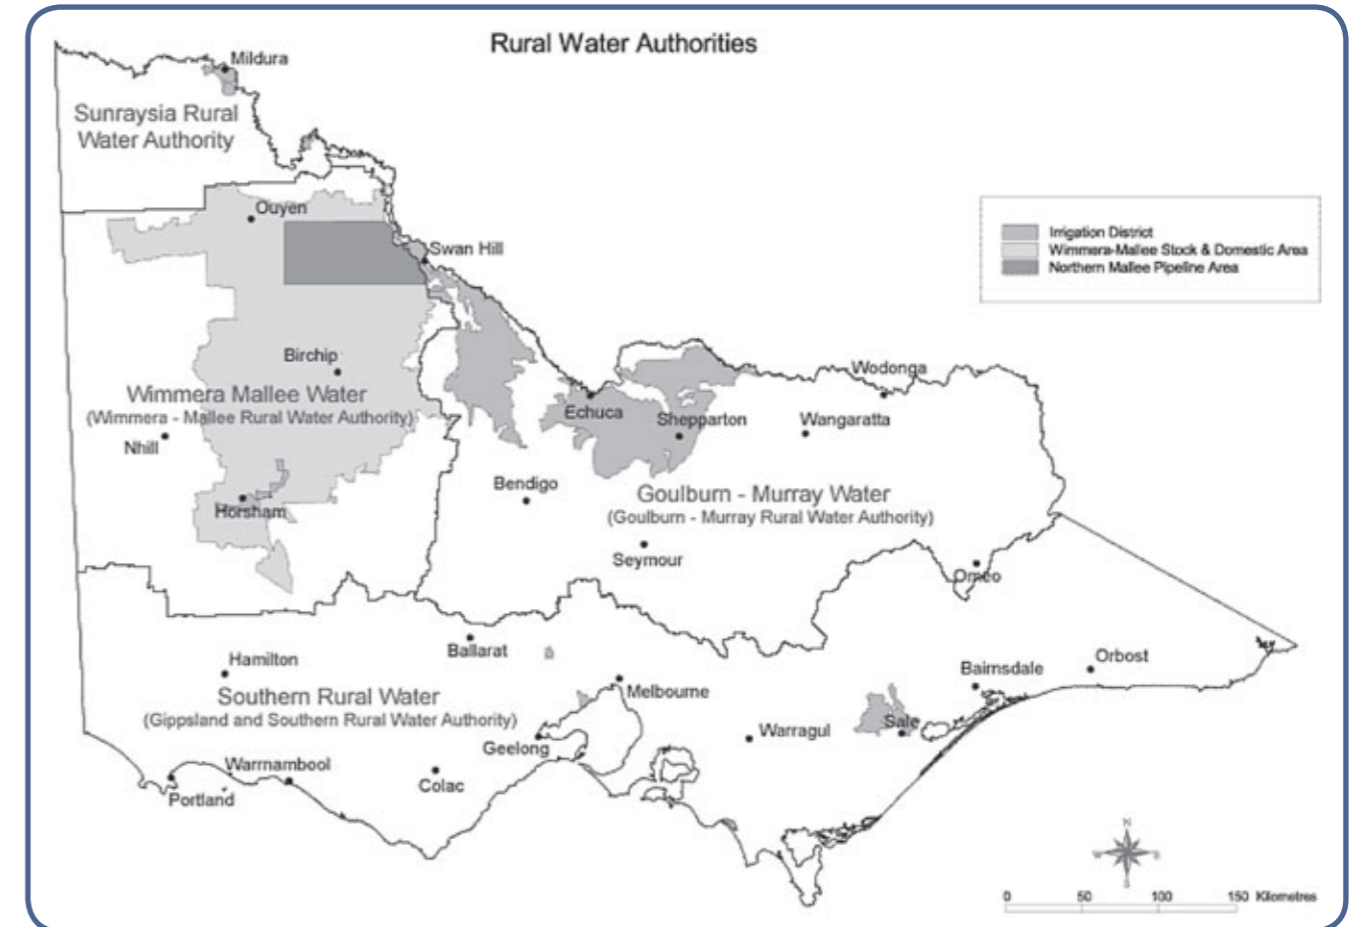 Rural Water Authorities
Mildura
Sunraysia Rural
Water Authority
Ouyen
Swan Hill
Irrigation District
Wimmera-Mallee Stock & Domestic Area
Northern Mallee Pipeline Area
Birchip
Wimmera Mallee Water
(Wimmera - Mallee Rural Water Authority)
Nhill
Horsham
Echuca
Shepparton
Wodonga
Wangaratta
Bendigo
Goulburn - Murray Water
(Goulburn - Murray Rural Water Authority)
Seymour
Omeo
Ballarat
Hamilton
Southern Rural Water
(Gippsland and Southern Rural Water Authority)
Melbourne
Geelong
Warrnambool
Portland
Colac
Warragul
Sale
Bairnsdale
Orbost
N
W
E
S
0 50 100 150 Kilometres